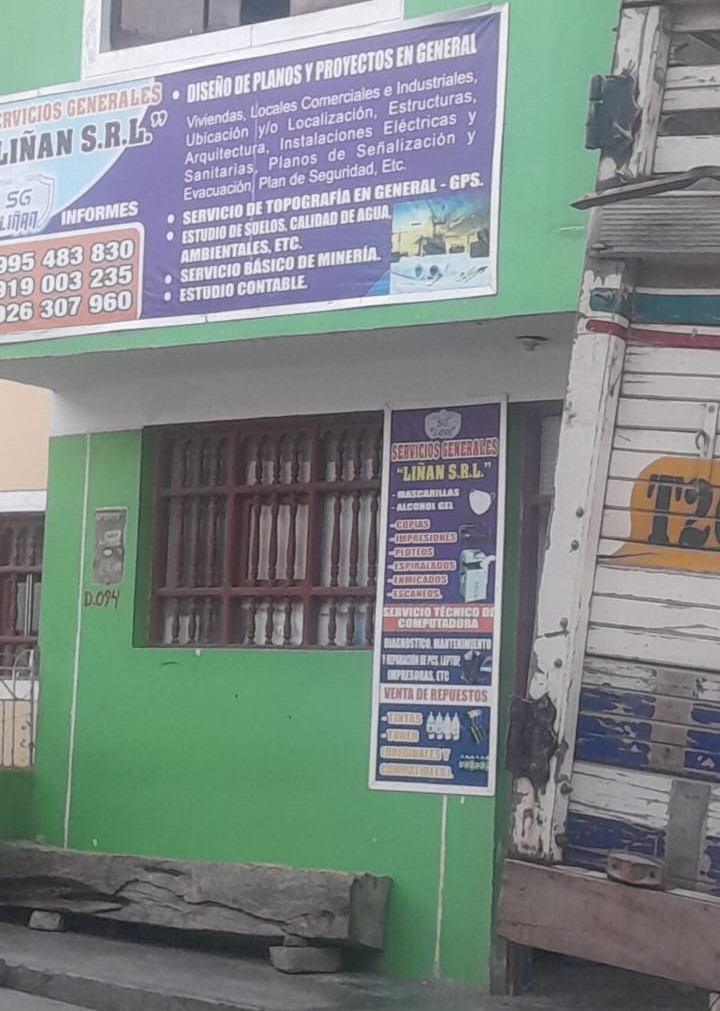 SERVICIOS GENERALES
LIÑAN S.R.L."
SG
LIÑAN
INFORMES
995 483 830
919 003 235
926 307 960
• DISEÑO DE PLANOS Y PROYECTOS EN GENERAL
Viviendas, Locales Comerciales e Industriales,
Ubicación y/o Localización, Estructuras,
Arquitectura, Instalaciones Eléctricas y
Sanitarias, Planos de Señalización y
Evacuación, Plan de Seguridad, Etc.
• SERVICIO DE TOPOGRAFÍA EN GENERAL - GPS.
• ESTUDIO DE SUELOS, CALIDAD DE AGUA,
AMBIENTALES, ETC.
• SERVICIO BÁSICO DE MINERÍA.
• ESTUDIO CONTABLE.
SG
"LIÑAN"
SERVICIOS GENERALES
"LIÑAN S.R.L."
- MASCARILLAS
- ALCOHOL GEL
- COPIAS
- IMPRESIONES
- PLOTEOS
- ESPIRALADOS
- ENMICADOS
- ESCANEOS
SERVICIO TÉCNICO DE
COMPUTADORA
DIAGNOSTICO, MANTENIMIENTO
Y REPARACIÓN DE PCS, LAPTOP,
IMPRESORAS, ETC
VENTA DE REPUESTOS
- TINTAS
- TONER
(ORIGINALES Y
COMPATIBLES)
D.094
T2